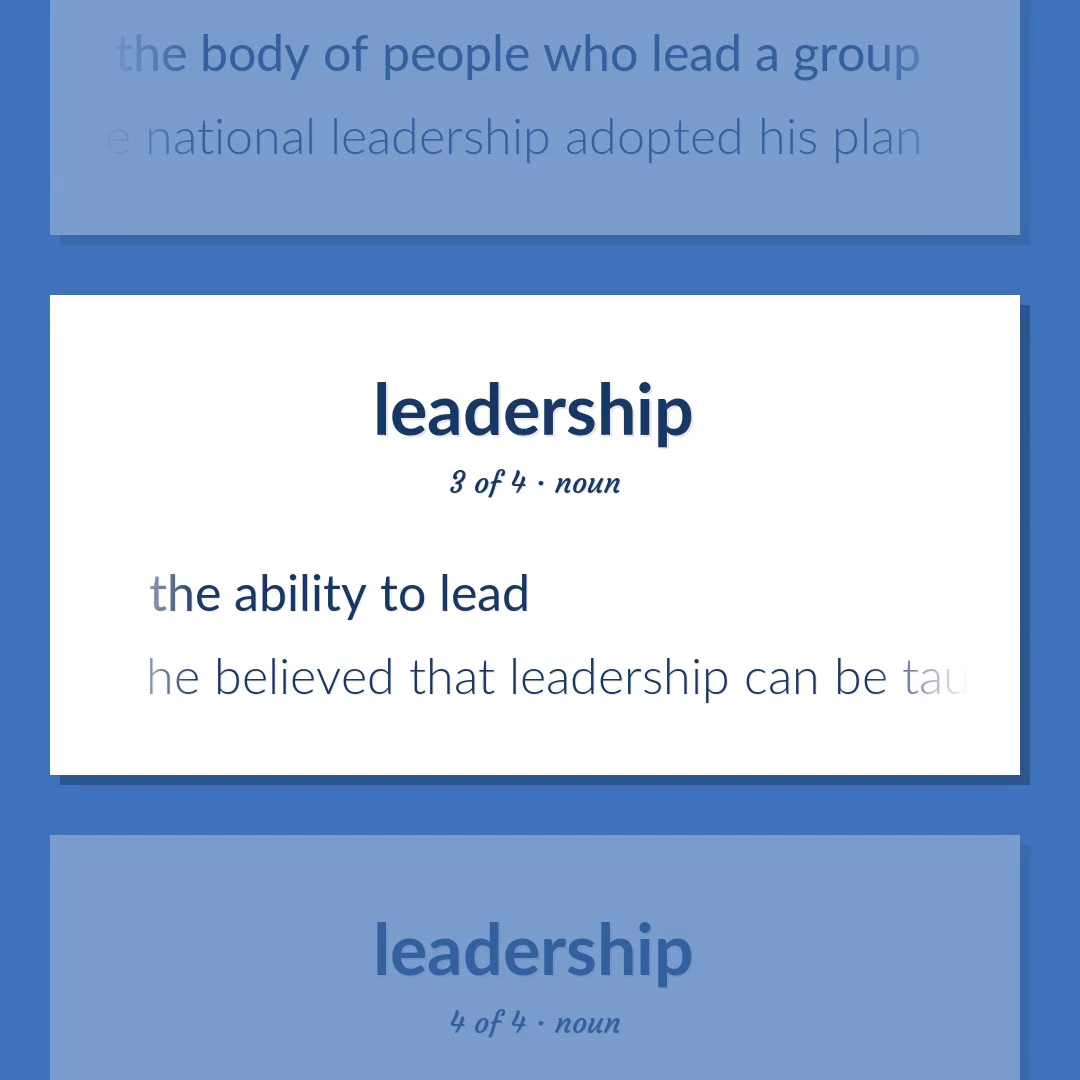 the body of people who lead a group
national leadership adopted his plan
leadership
3 of 4 · noun
the ability to lead
he believed that leadership can be
leadership
4 of 4 · noun